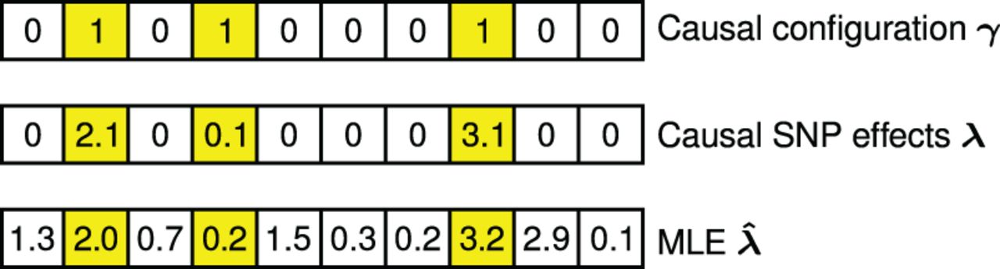 0 1 0 1 0 0 0 1 0 0 Causal configuration γ
0 2.1 0 0.1 0 0 0 3.1 0 0 Causal SNP effects λ
1.3 2.0 0.7 0.2 1.5 0.3 0.2 3.2 2.9 0.1 MLE λ̂